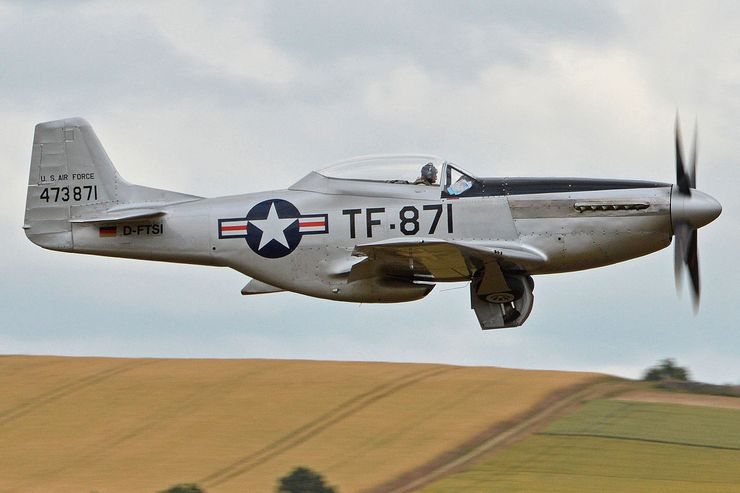 U.S. AIR FORCE
473871
D-FTSI
TF-871